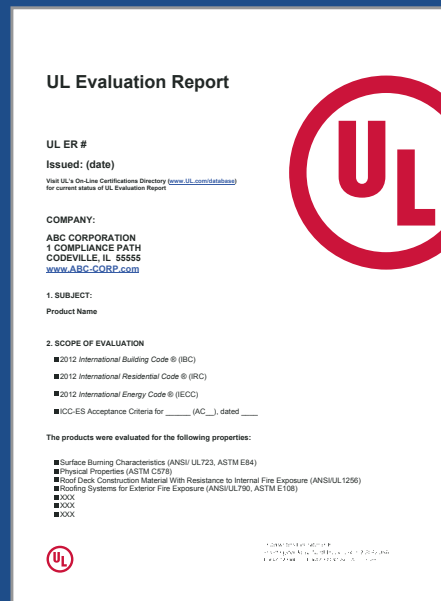 UL Evaluation Report
UL
UL ER #
Issued: (date)
Visit UL's On-Line Certifications Directory (www.UL.com/database)
for current status of UL Evaluation Report
COMPANY:
ABC CORPORATION
1 COMPLIANCE PATH
CODEVILLE, IL 55555
www.ABC-CORP.com
1. SUBJECT:
Product Name
2. SCOPE OF EVALUATION
■2012 International Building Code ® (IBC)
■2012 International Residential Code ® (IRC)
■2012 International Energy Code ® (IECC)
■ICC-ES Acceptance Criteria for ______ (AC__), dated ____
The products were evaluated for the following properties:
■Surface Burning Characteristics (ANSI/ UL723, ASTM E84)
■Physical Properties (ASTM C578)
■Roof Deck Construction Material With Resistance to Internal Fire Exposure (ANSI/UL1256)
■Roofing Systems for Exterior Fire Exposure (ANSI/UL790, ASTM E108)
■XXX
■XXX
■XXX
UL